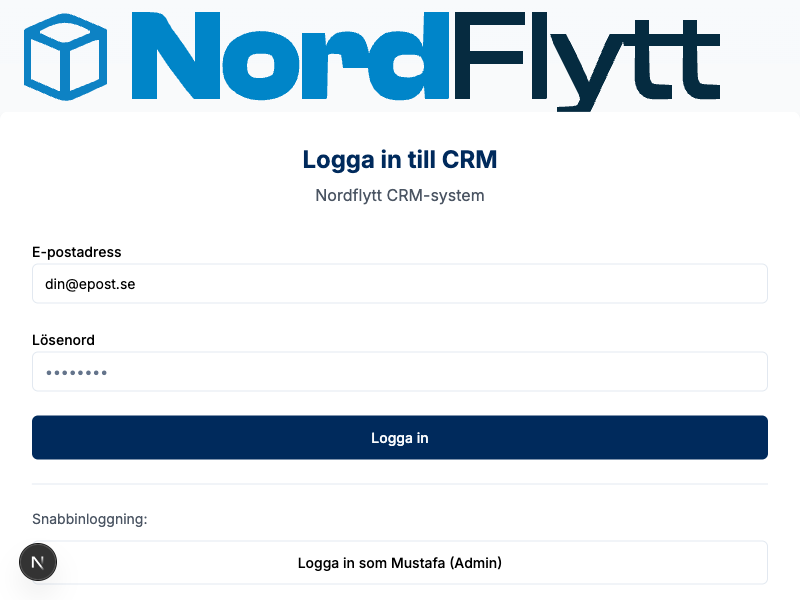 NordFlytt
Logga in till CRM
Nordflytt CRM-system
E-postadress
din@epost.se
Lösenord
••••••••
Logga in
Snabbinloggning:
Logga in som Mustafa (Admin)
N